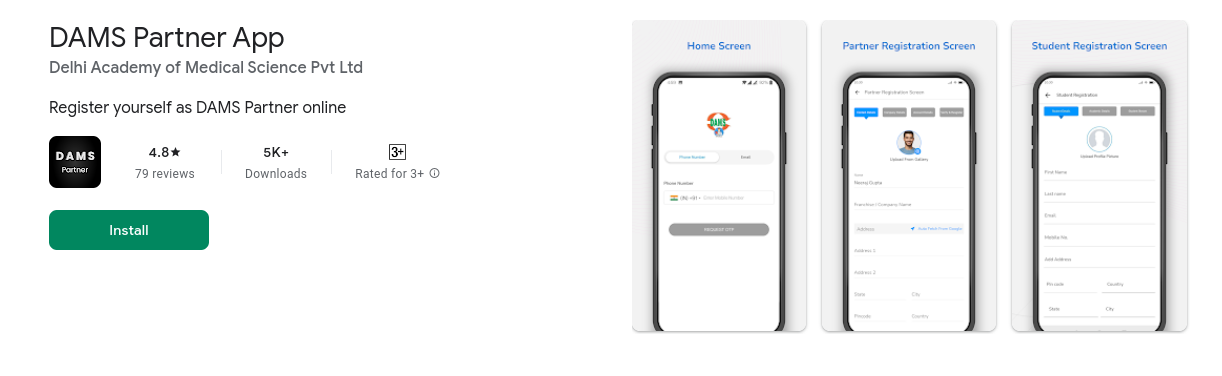 DAMS Partner App
Delhi Academy of Medical Science Pvt Ltd
Register yourself as DAMS Partner online
DAMS
Partner
4.8★
79 reviews
5K+
Downloads
3+
Rated for 3+
Install
Home Screen
DAMS
Phone Number
Email
Phone Number
(IN) +91
Enter Mobile Number
REQUEST OTP
Partner Registration Screen
Partner Registration Screen
Upload From Gallery
Name
Neeraj Gupta
Franchise / Company Name
Address
Auto Fetch From Google
Address 1
Address 2
State
City
Pincode
Country
Student Registration Screen
Student Registration
Upload Profile Picture
First Name
Last name
Email
Mobile No.
Add Address
Pin code
Country
State
City